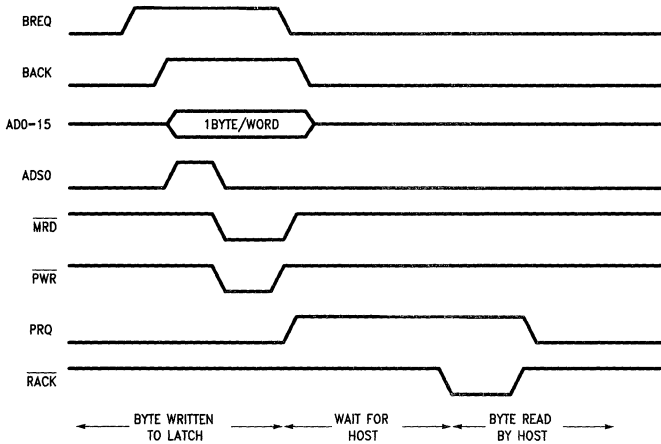 BREQ
BACK
AD0-15
1BYTE/WORD
ADS0
MRD
PWR
PRQ
RACK
BYTE WRITTEN
TO LATCH
WAIT FOR
HOST
BYTE READ
BY HOST